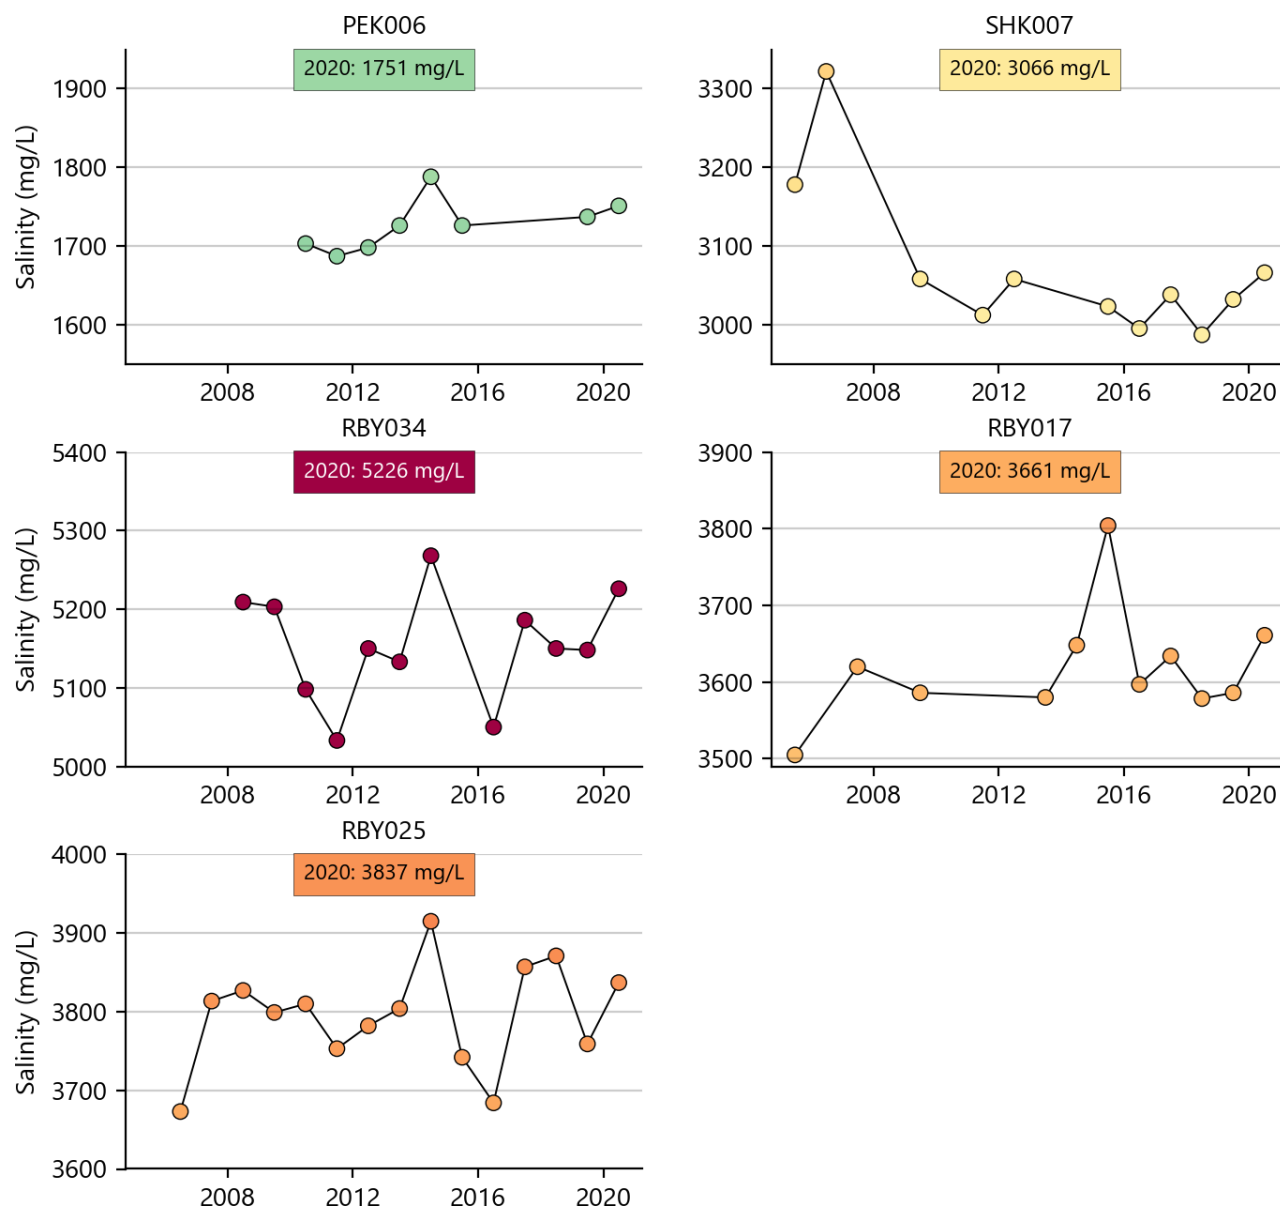 PEK006
2020: 1751 mg/L
Salinity (mg/L)
1900
1800
1700
1600
2008 2012 2016 2020
SHK007
2020: 3066 mg/L
3300
3200
3100
3000
2008 2012 2016 2020
RBY034
2020: 5226 mg/L
Salinity (mg/L)
5400
5300
5200
5100
5000
2008 2012 2016 2020
RBY017
2020: 3661 mg/L
3900
3800
3700
3600
3500
2008 2012 2016 2020
RBY025
2020: 3837 mg/L
Salinity (mg/L)
4000
3900
3800
3700
3600
2008 2012 2016 2020